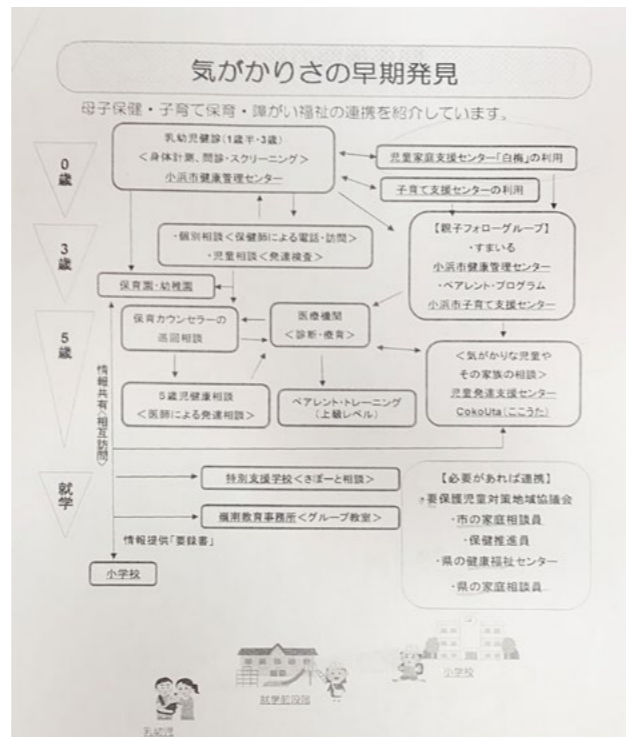 気がかりさの早期発見
母子保健・子育て保育・障がい福祉の連携を紹介しています。
0歳
乳幼児健診(1歳半・3歳)
<身体計測、問診・スクリーニング>
小浜市健康管理センター
児童家庭支援センター「白梅」の利用
子育て支援センターの利用
3歳
・個別相談<保健師による電話・訪問>
・児童相談<発達検査>
【親子フォローグループ】
・すまいる
小浜市健康管理センター
・ペアレント・プログラム
小浜市子育て支援センター
保育園・幼稚園
5歳
保育カウンセラーの
巡回相談
医療機関
<診断・療育>
<気がかりな児童や
その家族の相談>
児童発達支援センター
CokoUta(ここうた)
5歳児健康相談
<医師による発達相談>
ペアレント・トレーニング
(上級レベル)
情報共有<相互訪問>
就学
特別支援学校<さぽーと相談>
嶺南教育事務所<グループ教室>
情報提供「要録書」
小学校
【必要があれば連携】
・要保護児童対策地域協議会
・市の家庭相談員
・保健推進員
・県の健康福祉センター
・県の家庭相談員
小学校
就学前施設
乳幼児